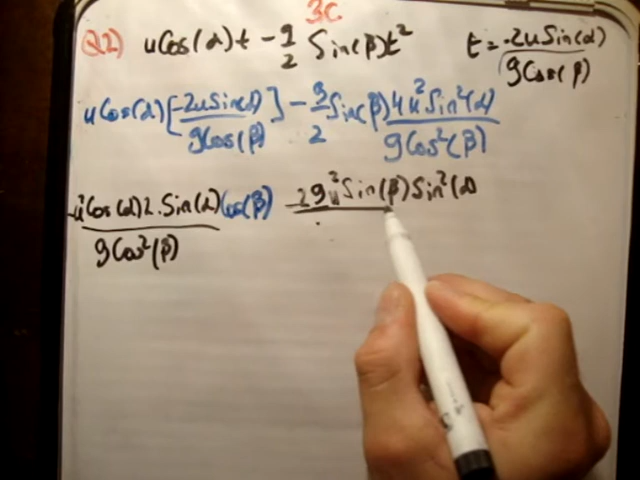 3C
Q2) uCos(α)t - g/2 Sin(β)t² t = -2uSin(α)/gCos(β)
uCos(α)[-2uSin(α)/gCos(β)] - g/2 Sin(β) 4u²Sin²(α)/gCos²(β)
-u²Cos(α)2.Sin(α)Cos(β)/gCos²(β) - 2gu²Sin(β)Sin²(α